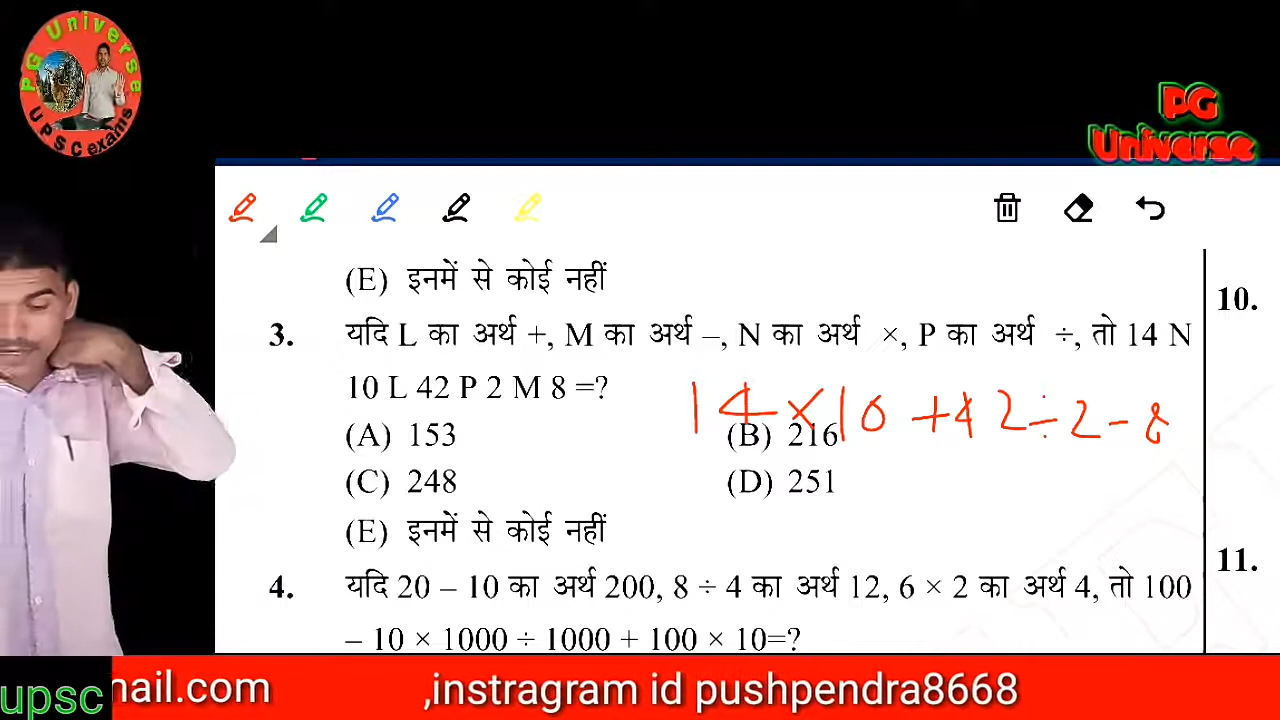 PG Universe
UPSC exams
PG
Universe
(E) इनमें से कोई नहीं
10.
3. यदि L का अर्थ +, M का अर्थ –, N का अर्थ ×, P का अर्थ ÷, तो 14 N
10 L 42 P 2 M 8 =?
14×10+42÷2-8
(A) 153 (B) 216
(C) 248 (D) 251
(E) इनमें से कोई नहीं
11.
4. यदि 20 – 10 का अर्थ 200, 8 ÷ 4 का अर्थ 12, 6 × 2 का अर्थ 4, तो 100
– 10 × 1000 ÷ 1000 + 100 × 10=?
upsc
ail.com ,instragram id pushpendra8668